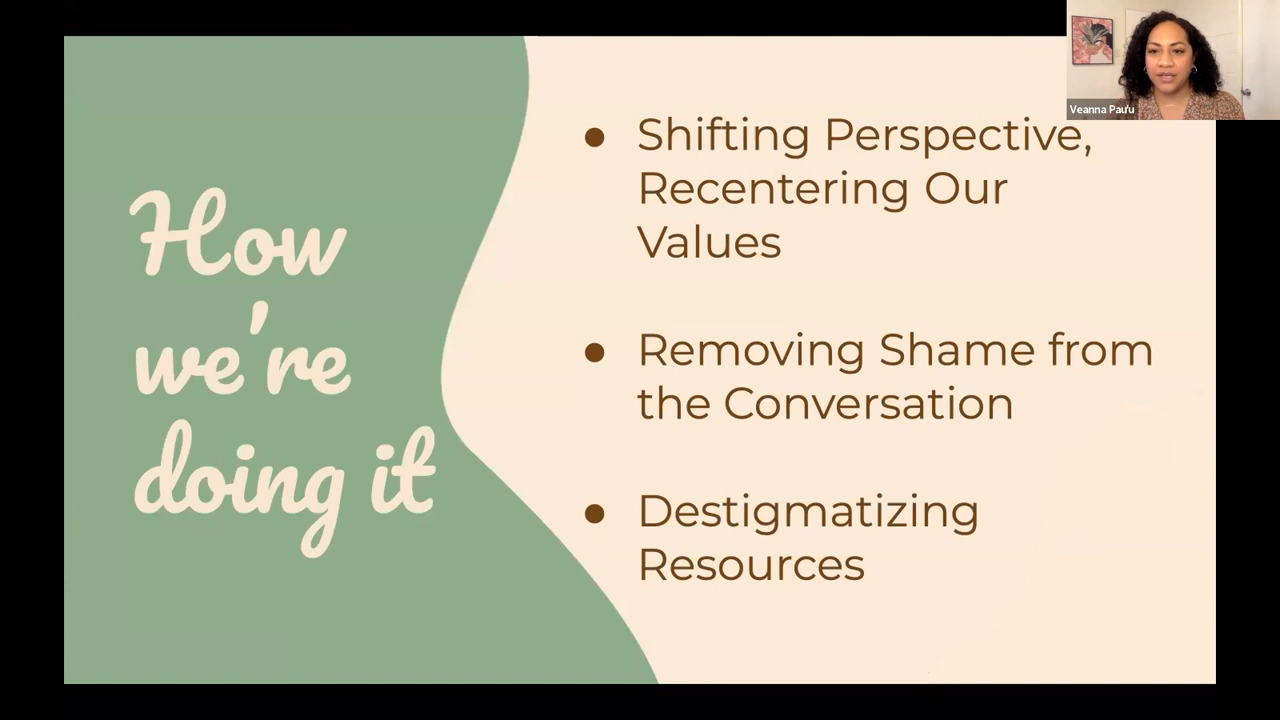 How
we're
doing it
● Shifting Perspective,
Recentering Our
Values
● Removing Shame from
the Conversation
● Destigmatizing
Resources
Veanna Pau'u